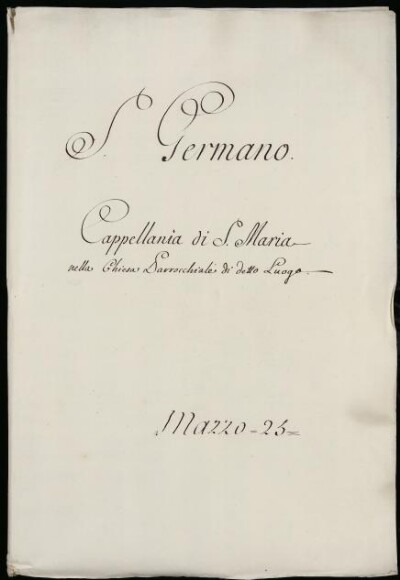 S. Germano.
Cappellania di S. Maria
nella Chiesa Parrocchiale di detto Luogo.
Mazzo - 25=